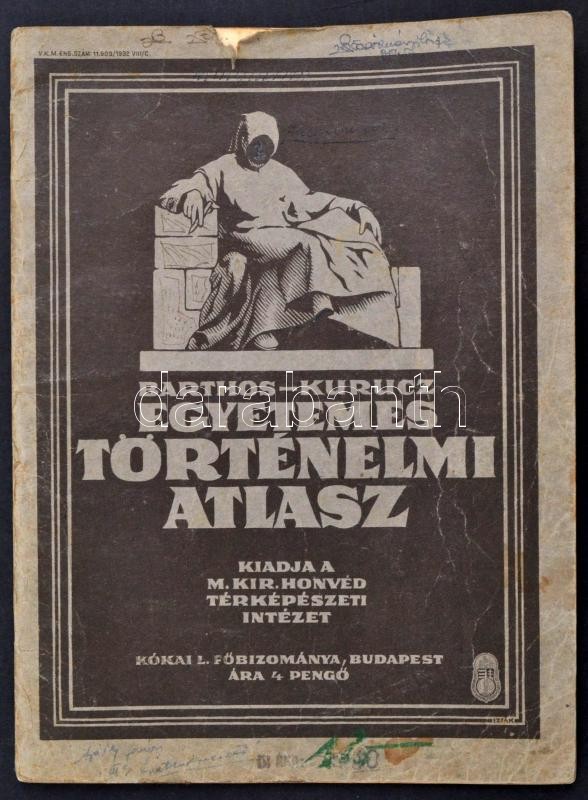 V.K.M. ENG. SZÁM: 11.909/1932 VIII/C.
BARTHOS–KURUCZ
EGYETEMES
TÖRTÉNELMI
ATLASZ
darabanth
KIADJA A
M. KIR. HONVÉD
TÉRKÉPÉSZETI
INTÉZET
KÓKAI L. FŐBIZOMÁNYA, BUDAPEST
ÁRA 4 PENGŐ